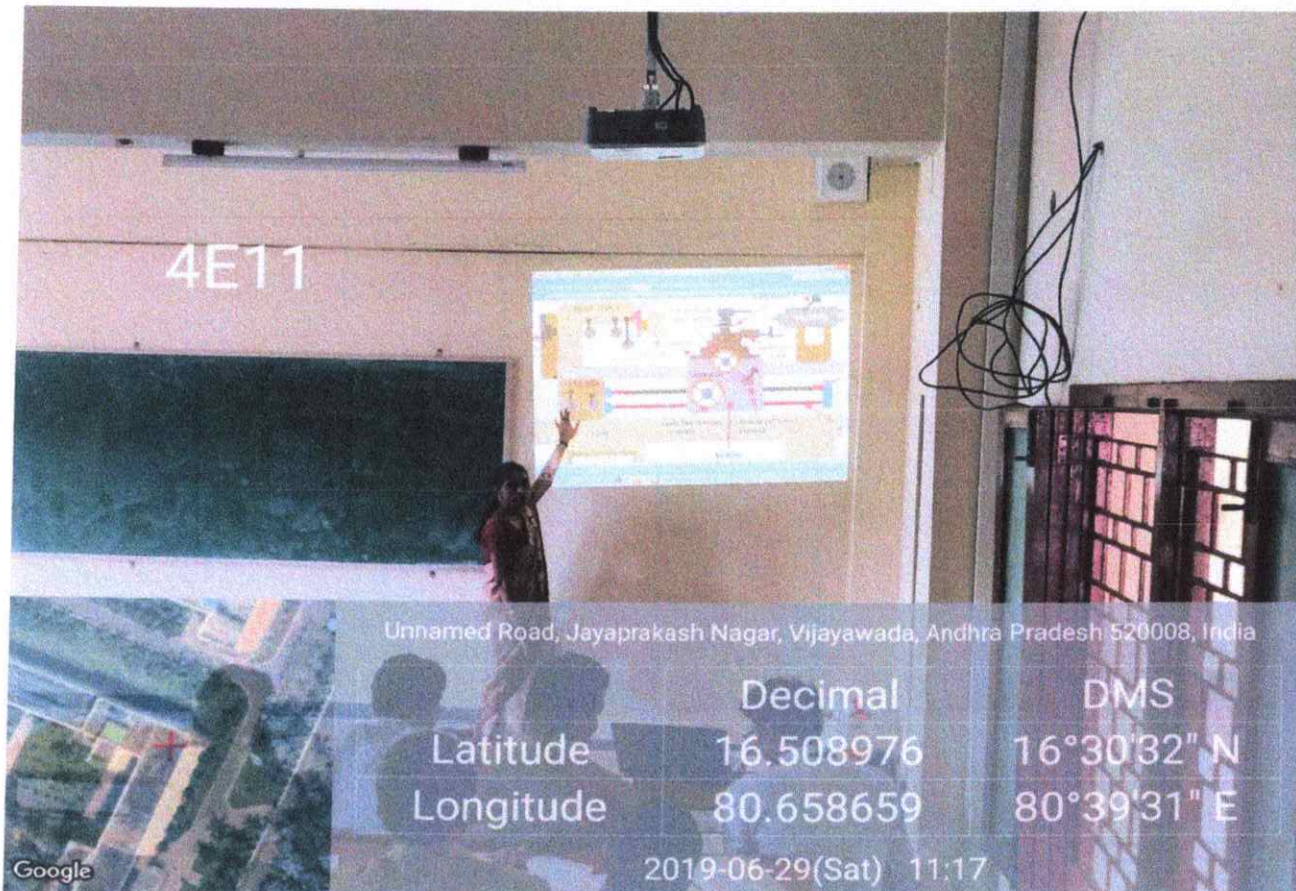 4E11
Unnamed Road, Jayaprakash Nagar, Vijayawada, Andhra Pradesh 520008, India
Decimal DMS
Latitude 16.508976 16°30'32" N
Longitude 80.658659 80°39'31" E
2019-06-29(Sat) 11:17
Google